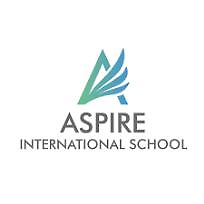 ASPIRE
INTERNATIONAL SCHOOL